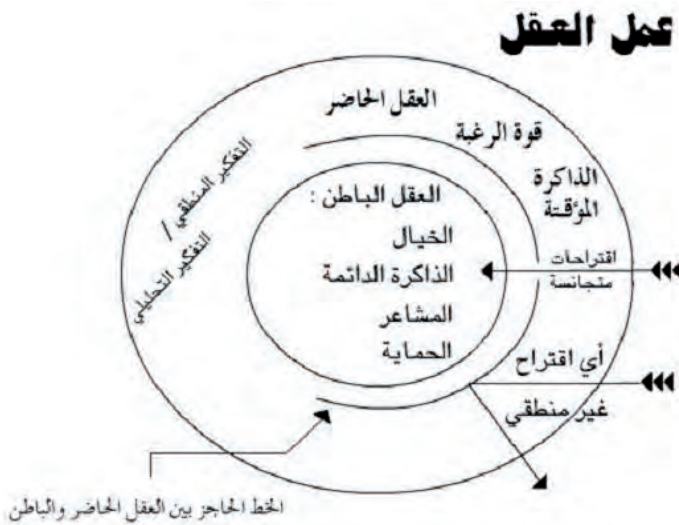 عمل العقل
العقل الحاضر
قوة الرغبة
الذاكرة
المؤقتة
التفكير المنطقي /
التفكير التحليلي
العقل الباطن :
الخيال
الذاكرة الدائمة
المشاعر
الحماية
اقتراحات
متجانسة
أي اقتراح
غير منطقي
الخط الحاجز بين العقل الحاضر والباطن